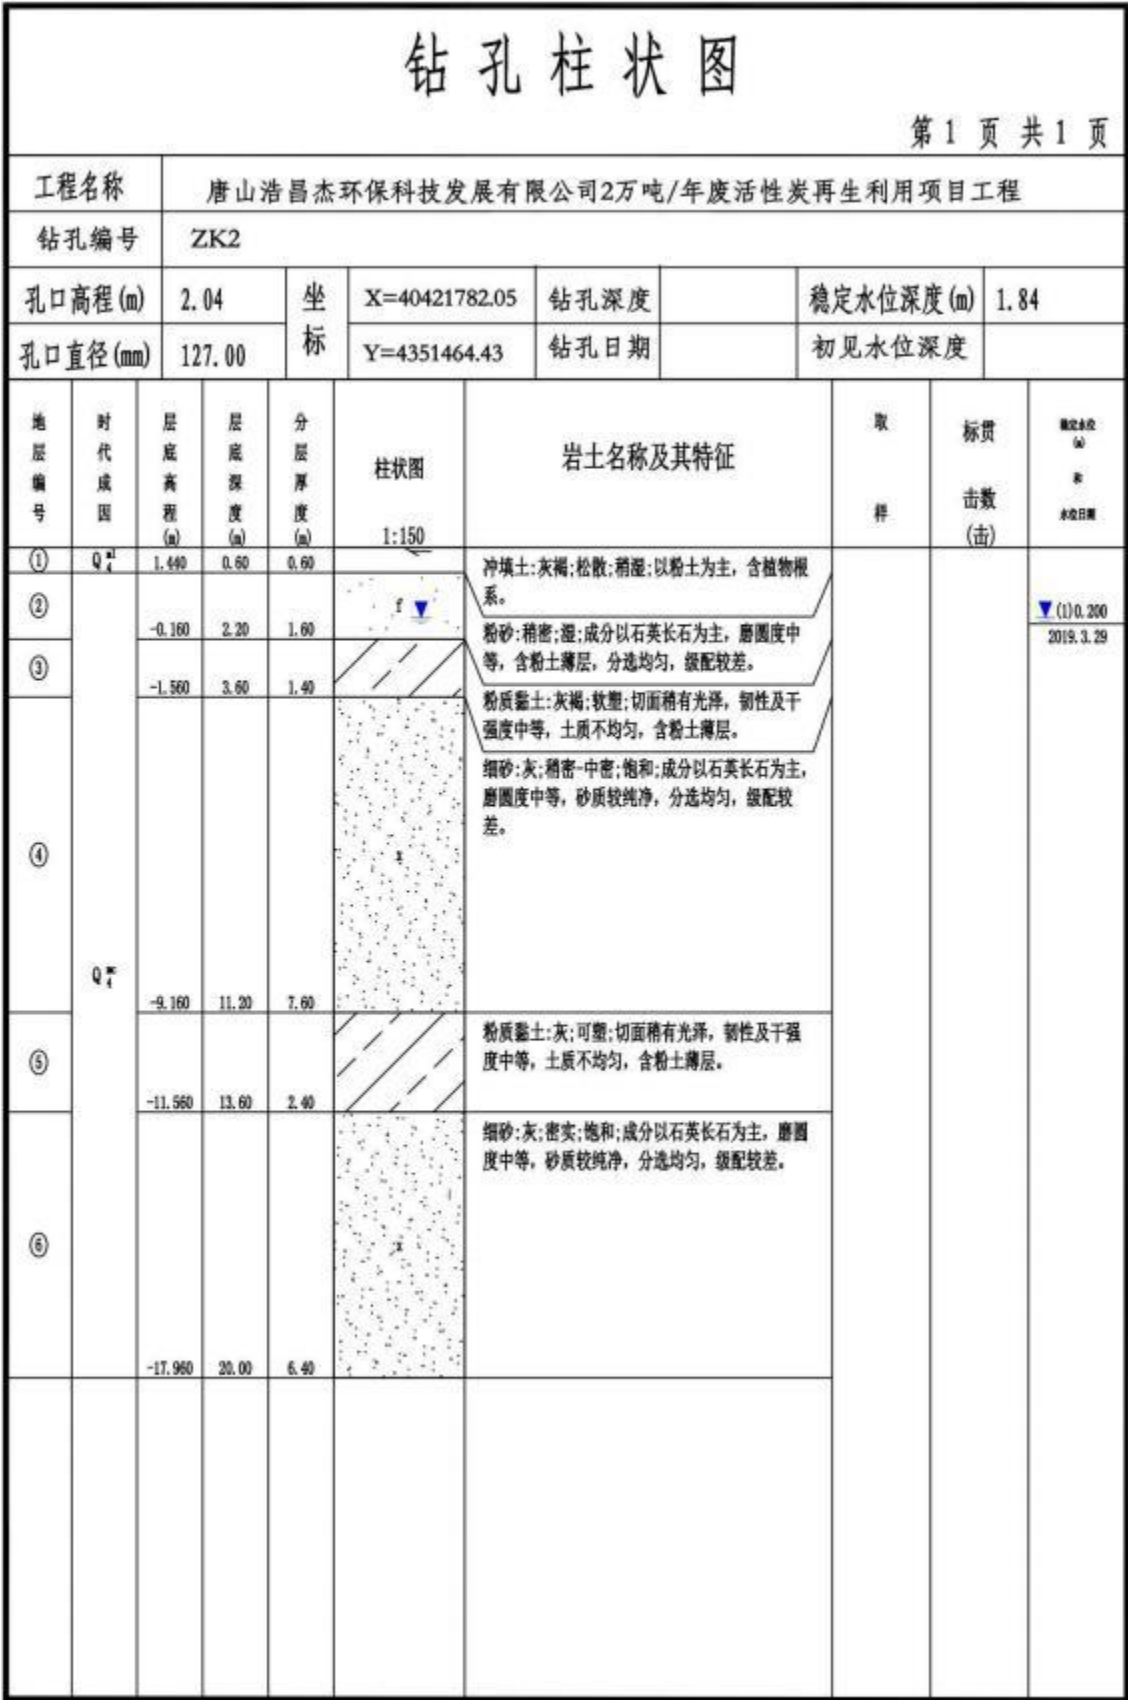 钻孔柱状图
第 1 页 共 1 页
工程名称 唐山浩昌杰环保科技发展有限公司2万吨/年废活性炭再生利用项目工程
钻孔编号 ZK2
孔口高程(m) 2.04 坐标 X=40421782.05 钻孔深度 稳定水位深度(m) 1.84
孔口直径(mm) 127.00 Y=4351464.43 钻孔日期 初见水位深度
地层编号 时代成因 层底高程(m) 层底深度(m) 分层厚度(m) 柱状图 1:150 岩土名称及其特征 取样 标贯击数(击) 稳定水位(m)和水位日期
① Q4ml 1.440 0.60 0.60 冲填土:灰褐;松散;稍湿;以粉土为主，含植物根
系。
② f (1)0.200
-0.160 2.20 1.60 粉砂:稍密;湿;成分以石英长石为主，磨圆度中 2019.3.29
等，含粉土薄层，分选均匀，级配较差。
③ -1.560 3.60 1.40 粉质黏土:灰褐;软塑;切面稍有光泽，韧性及干
强度中等，土质不均匀，含粉土薄层。
细砂:灰;稍密-中密;饱和;成分以石英长石为主，
磨圆度中等，砂质较纯净，分选均匀，级配较
差。
④ x
Q4mc
-9.160 11.20 7.60
粉质黏土:灰;可塑;切面稍有光泽，韧性及干强
⑤ 度中等，土质不均匀，含粉土薄层。
-11.560 13.60 2.40
细砂:灰;密实;饱和;成分以石英长石为主，磨圆
度中等，砂质较纯净，分选均匀，级配较差。
⑥ x
-17.960 20.00 6.40